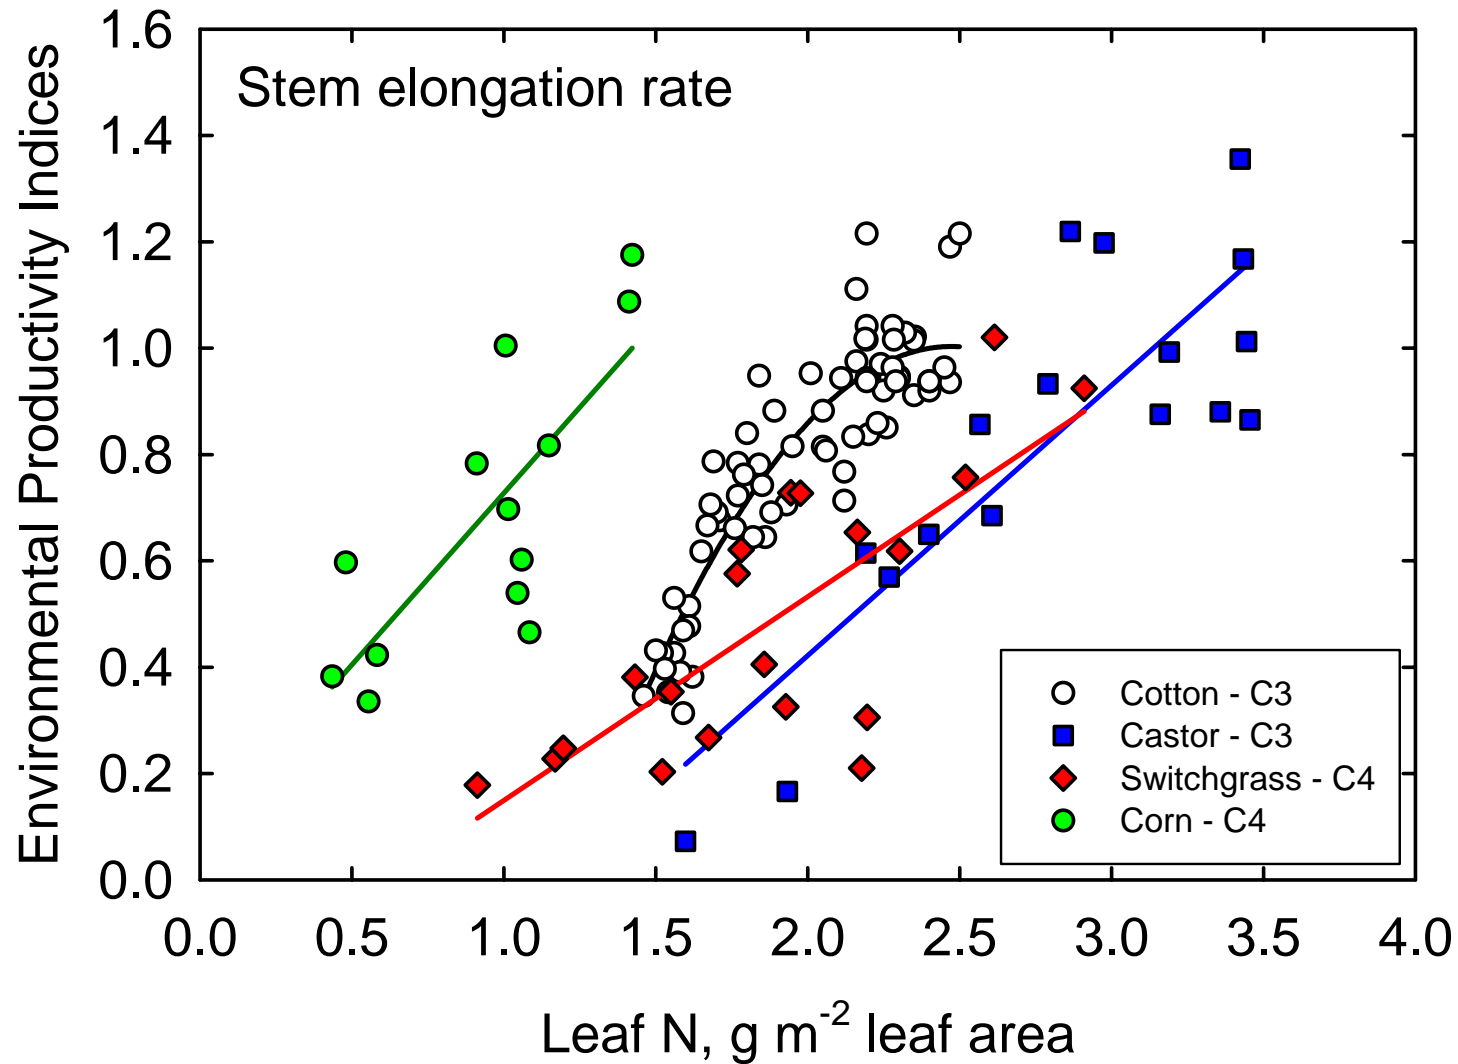 Stem elongation rate
Environmental Productivity Indices
1.6
1.4
1.2
1.0
0.8
0.6
0.4
0.2
0.0
Cotton - C3
Castor - C3
Switchgrass - C4
Corn - C4
0.0 0.5 1.0 1.5 2.0 2.5 3.0 3.5 4.0
Leaf N, g m⁻² leaf area